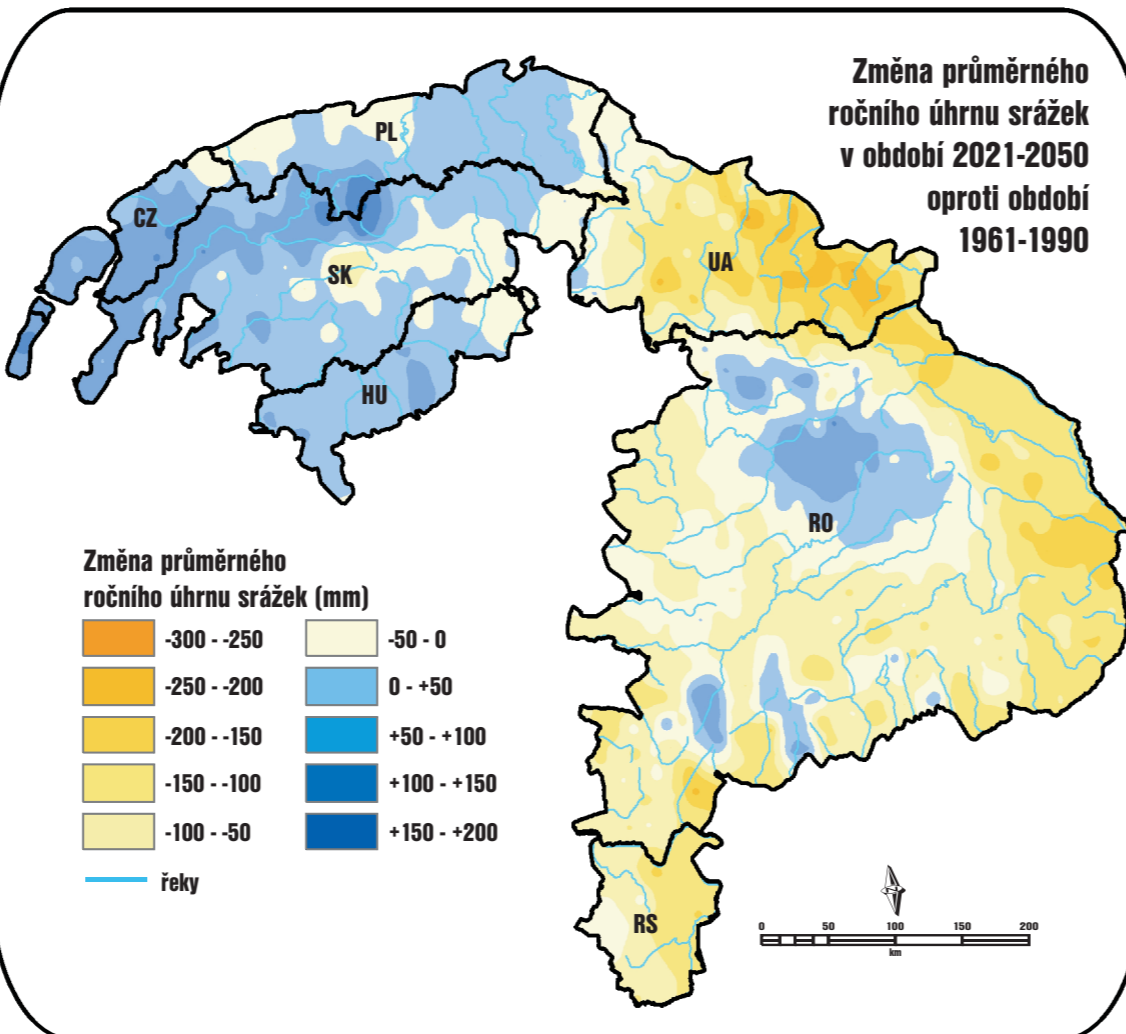 Změna průměrného
ročního úhrnu srážek
v období 2021-2050
oproti období
1961-1990
PL
CZ
SK
UA
HU
RO
RS
Změna průměrného
ročního úhrnu srážek (mm)
-300 - -250
-250 - -200
-200 - -150
-150 - -100
-100 - -50
řeky
-50 - 0
0 - +50
+50 - +100
+100 - +150
+150 - +200
0 50 100 150 200
km